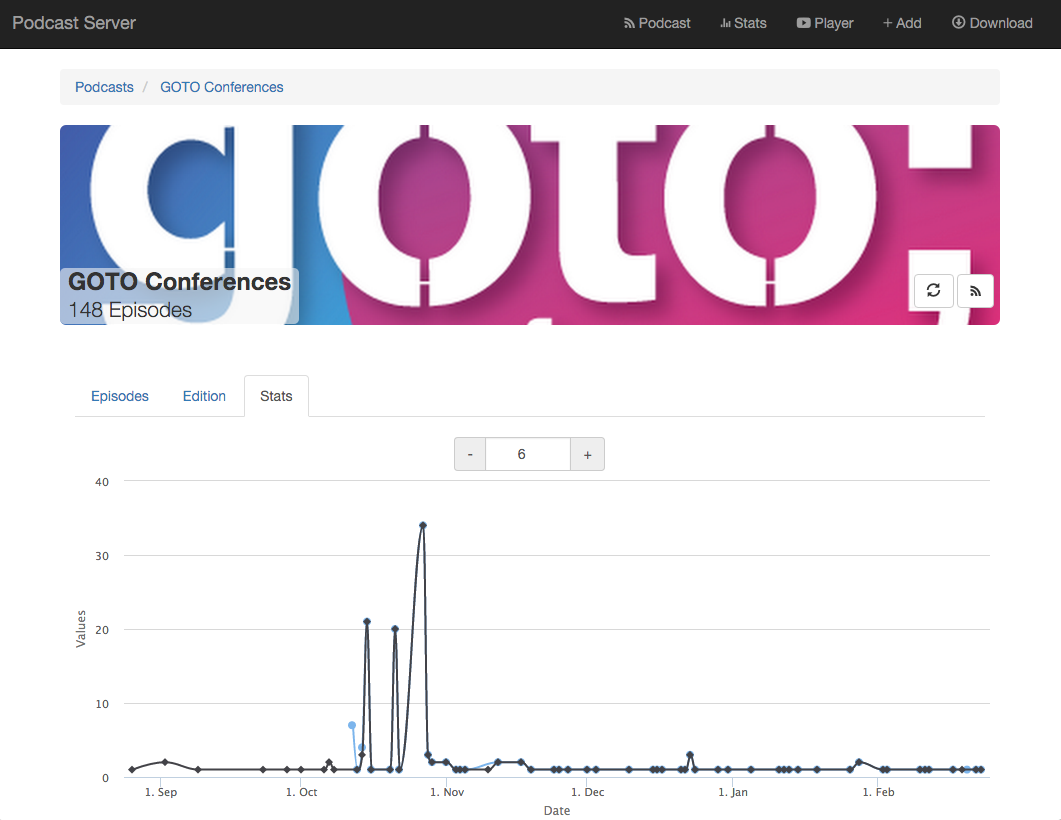 Podcast Server
Podcast
Stats
Player
+ Add
Download
Podcasts / GOTO Conferences
goto;
GOTO Conferences
148 Episodes
Episodes
Edition
Stats
- 6 +
40
30
20
10
0
Values
1. Sep
1. Oct
1. Nov
1. Dec
1. Jan
1. Feb
Date